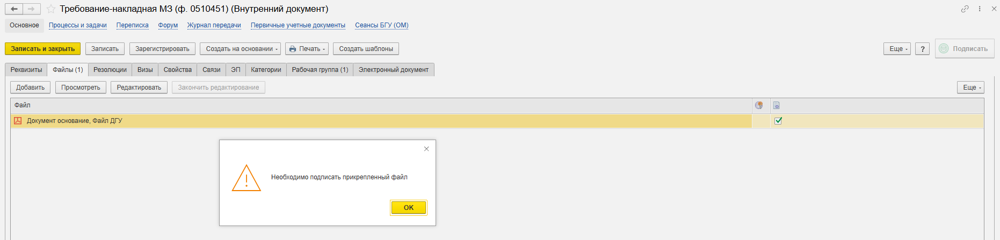 Требование-накладная МЗ (ф. 0510451) (Внутренний документ)
Основное Процессы и задачи Переписка Форум Журнал передачи Первичные учетные документы Сеансы БГУ (ОМ)
Записать и закрыть Записать Зарегистрировать Создать на основании Печать Создать шаблоны Еще ? Подписать
Реквизиты Файлы (1) Резолюции Визы Свойства Связи ЭП Категории Рабочая группа (1) Электронный документ
Добавить Просмотреть Редактировать Закончить редактирование Еще
Файл
Документ основание, Файл ДГУ
Необходимо подписать прикрепленный файл
ОК